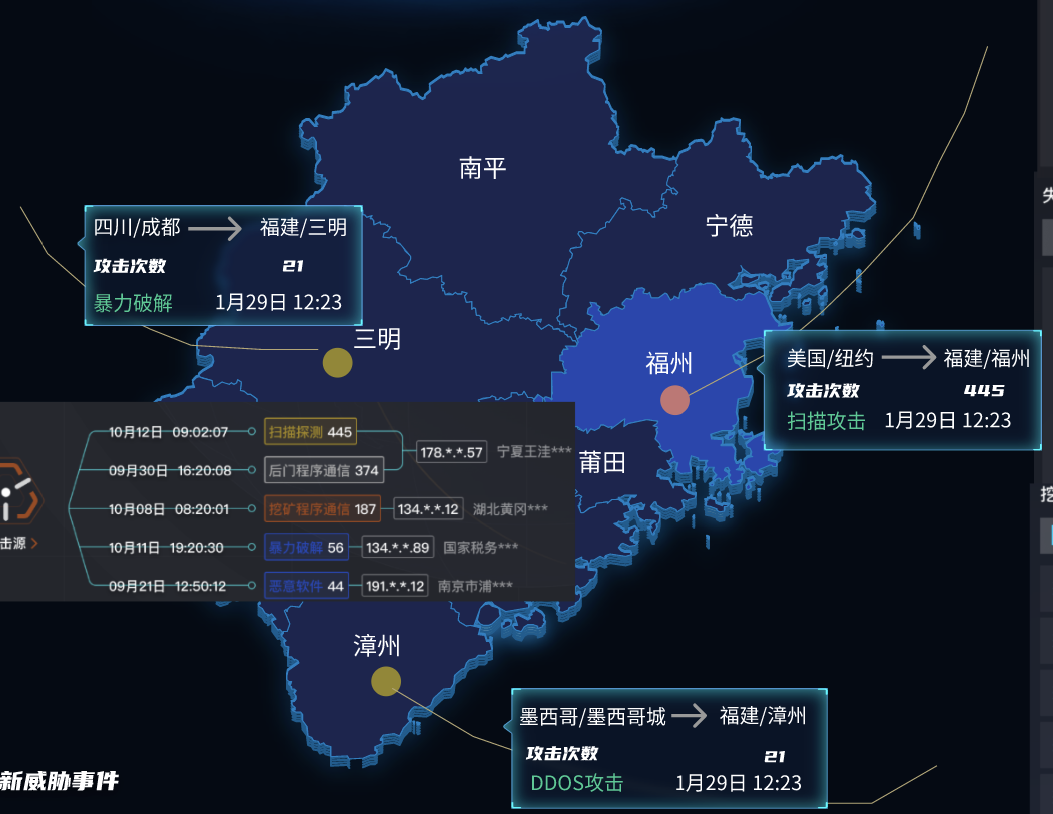 南平
宁德
四川/成都 福建/三明
攻击次数 21
暴力破解 1月29日 12:23
三明
福州
美国/纽约 福建/福州
攻击次数 445
扫描攻击 1月29日 12:23
莆田
10月12日 09:02:07 扫描探测 445
178.*.*.57 宁夏王洼***
09月30日 16:20:08 后门程序通信 374
10月08日 08:20:01 挖矿程序通信 187 134.*.*.12 湖北黄冈***
击源
10月11日 19:20:30 暴力破解 56 134.*.*.89 国家税务***
09月21日 12:50:12 恶意软件 44 191.*.*.12 南京市浦***
漳州
墨西哥/墨西哥城 福建/漳州
攻击次数 21
DDOS攻击 1月29日 12:23
新威胁事件
失
挖